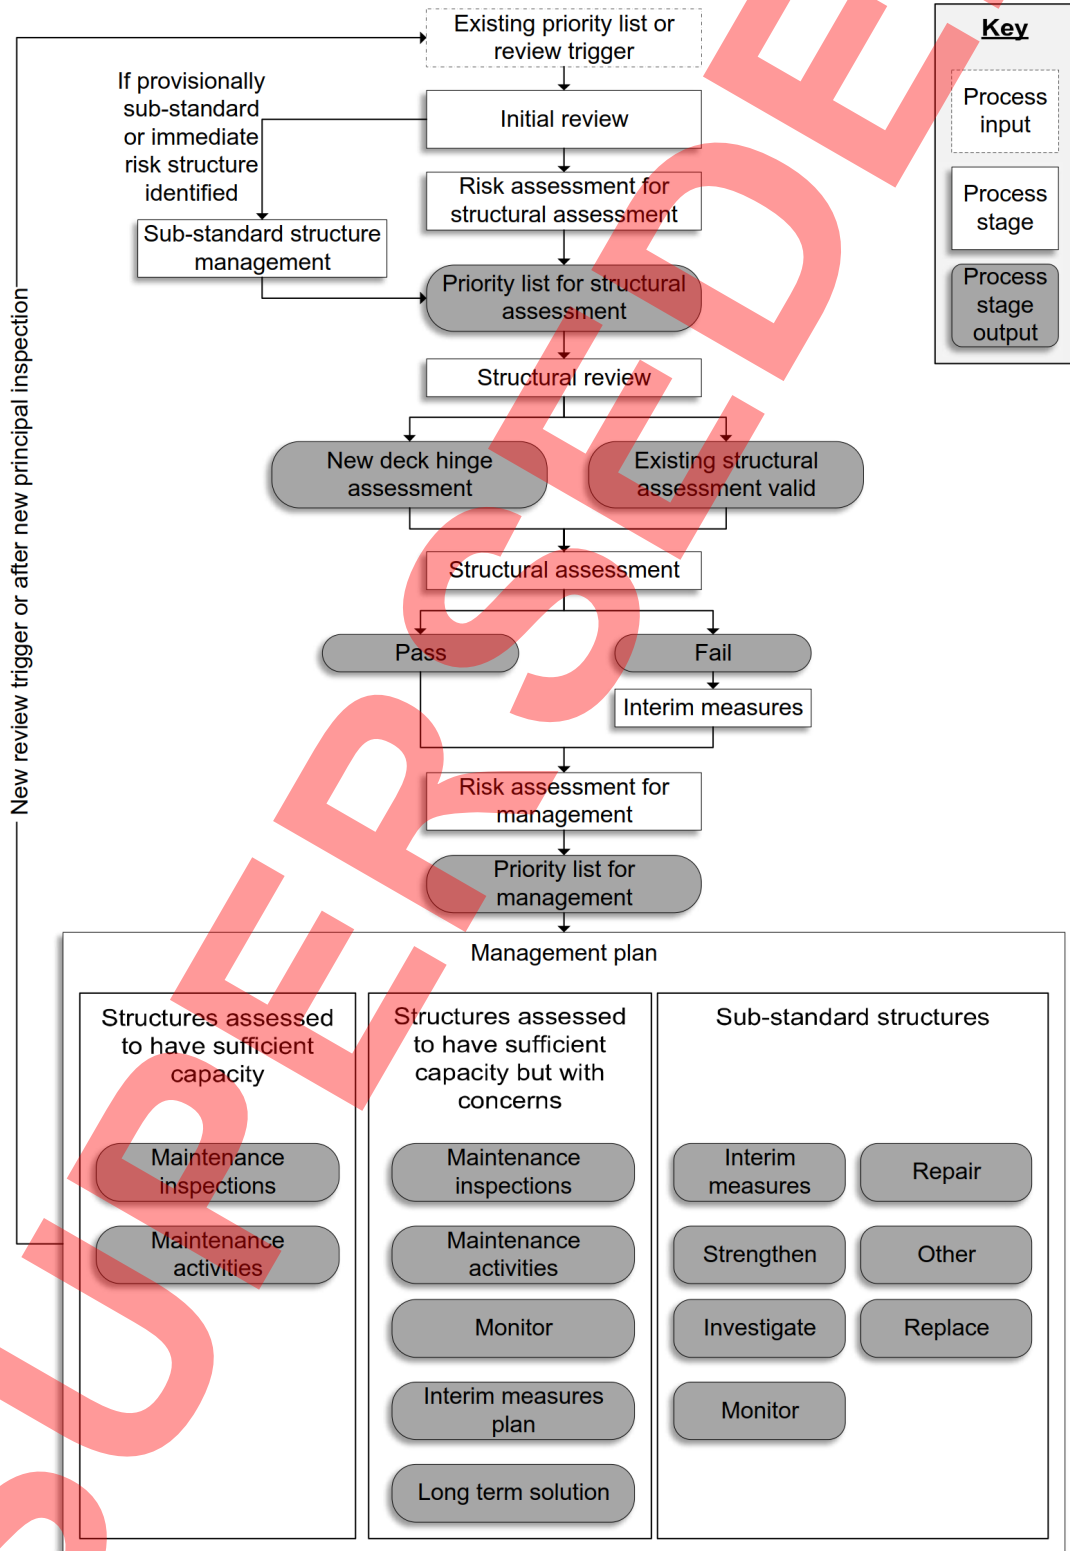 Existing priority list or
review trigger
Key
Process
input
Process
stage
Process
stage
output
If provisionally
sub-standard
or immediate
risk structure
identified
Initial review
Risk assessment for
structural assessment
Sub-standard structure
management
Priority list for structural
assessment
Structural review
New deck hinge
assessment
Existing structural
assessment valid
Structural assessment
Pass
Fail
Interim measures
Risk assessment for
management
Priority list for
management
New review trigger or after new principal inspection
Management plan
Structures assessed
to have sufficient
capacity
Maintenance
inspections
Maintenance
activities
Structures assessed
to have sufficient
capacity but with
concerns
Maintenance
inspections
Maintenance
activities
Monitor
Interim measures
plan
Long term solution
Sub-standard structures
Interim
measures
Repair
Strengthen
Other
Investigate
Replace
Monitor
UPERSEDE